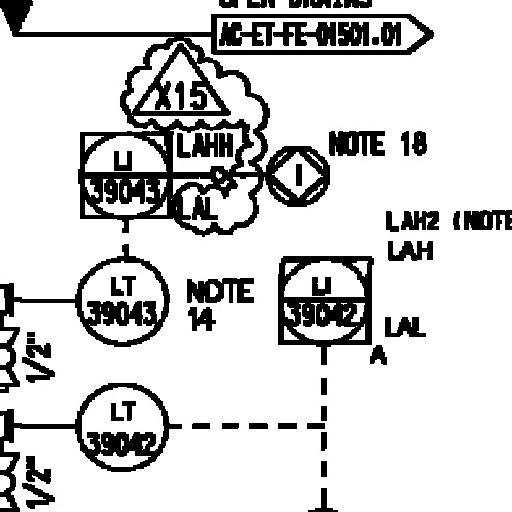 OPEN DRAINS
AC-ET-FE-01501.01
X15
LAHH
NOTE 18
LI
39043
I
LAL
LAH2 (NOTE
LAH
LT
39043
NOTE
14
LI
39042
LAL
A
1/2"
LT
39042
1/2"